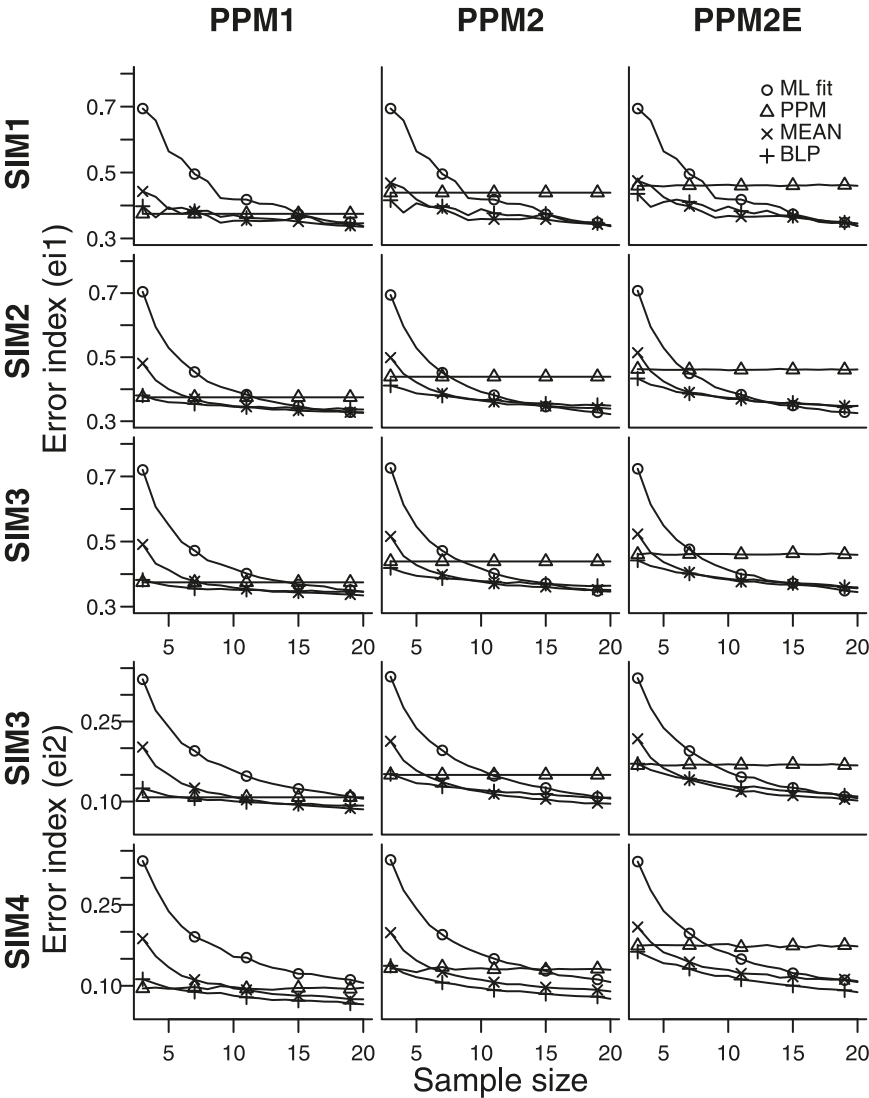 PPM1 PPM2 PPM2E
SIM1
0.7
0.5
0.3
ML fit
PPM
MEAN
BLP
Error index (ei1)
SIM2
0.7
0.5
0.3
SIM3
0.7
0.5
0.3
5 10 15 20 5 10 15 20 5 10 15 20
Error index (ei2)
SIM3
0.25
0.10
SIM4
0.25
0.10
5 10 15 20 5 10 15 20 5 10 15 20
Sample size